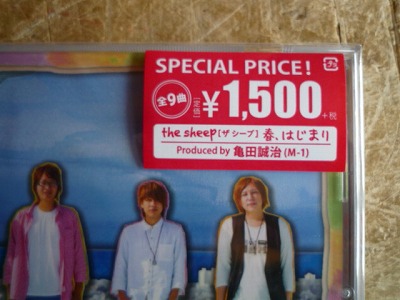 SPECIAL PRICE!
全9曲 ¥1,500 +税
the sheep[ザ シープ] 春、はじまり
Produced by 亀田誠治(M-1)